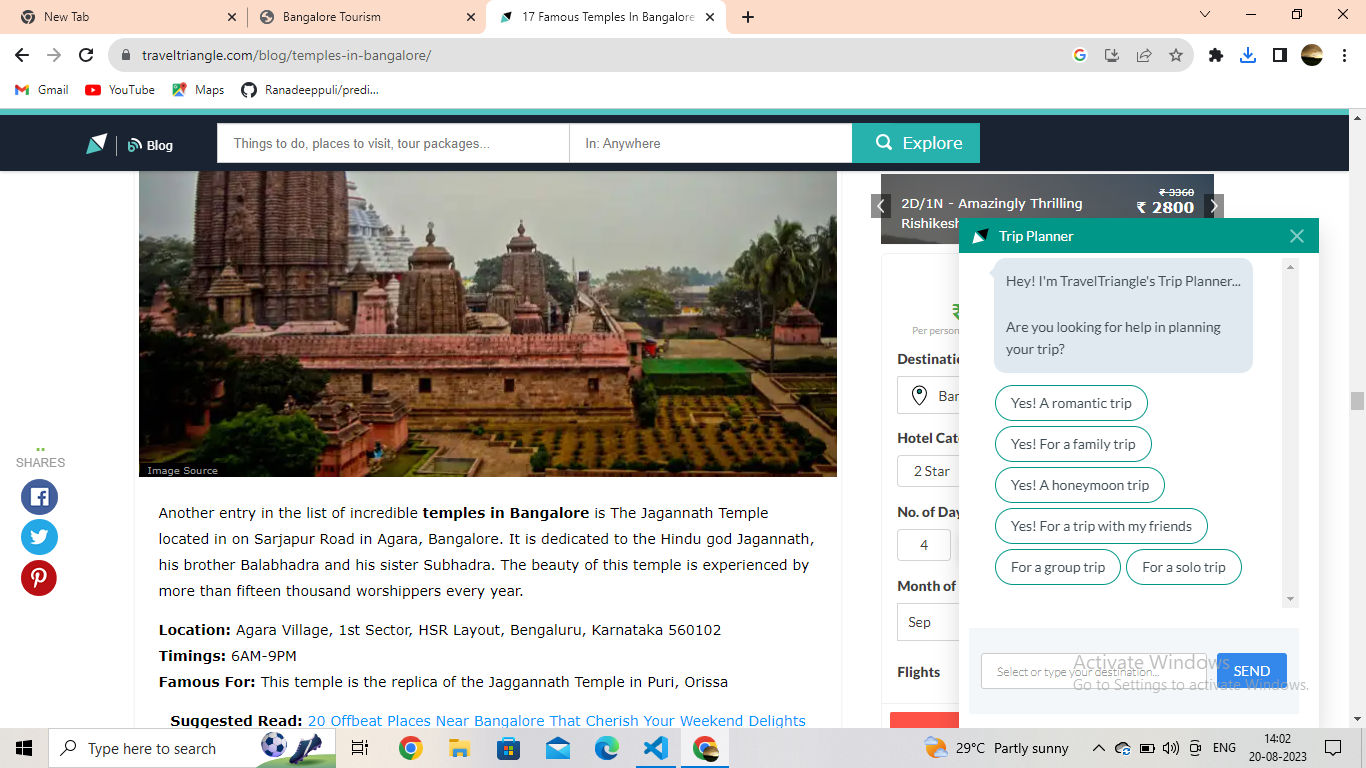 New Tab
Bangalore Tourism
17 Famous Temples In Bangalore
traveltriangle.com/blog/temples-in-bangalore/
Gmail
YouTube
Maps
Ranadeeppuli/predi...
Blog
Things to do, places to visit, tour packages...
In: Anywhere
Explore
2D/1N - Amazingly Thrilling
Rishikesh
₹ 3360
₹ 2800
Image Source
SHARES
Another entry in the list of incredible temples in Bangalore is The Jagannath Temple
located in on Sarjapur Road in Agara, Bangalore. It is dedicated to the Hindu god Jagannath,
his brother Balabhadra and his sister Subhadra. The beauty of this temple is experienced by
more than fifteen thousand worshippers every year.
Location: Agara Village, 1st Sector, HSR Layout, Bengaluru, Karnataka 560102
Timings: 6AM-9PM
Famous For: This temple is the replica of the Jaggannath Temple in Puri, Orissa
Suggested Read: 20 Offbeat Places Near Bangalore That Cherish Your Weekend Delights
₹
Per person
Destinatio
Ban
Hotel Cat
2 Star
No. of Day
4
Month of
Sep
Flights
Trip Planner
Hey! I'm TravelTriangle's Trip Planner...
Are you looking for help in planning
your trip?
Yes! A romantic trip
Yes! For a family trip
Yes! A honeymoon trip
Yes! For a trip with my friends
For a group trip
For a solo trip
Select or type your destination...
SEND
Activate Windows
Go to Settings to activate Windows.
Type here to search
29°C Partly sunny
ENG
14:02
20-08-2023